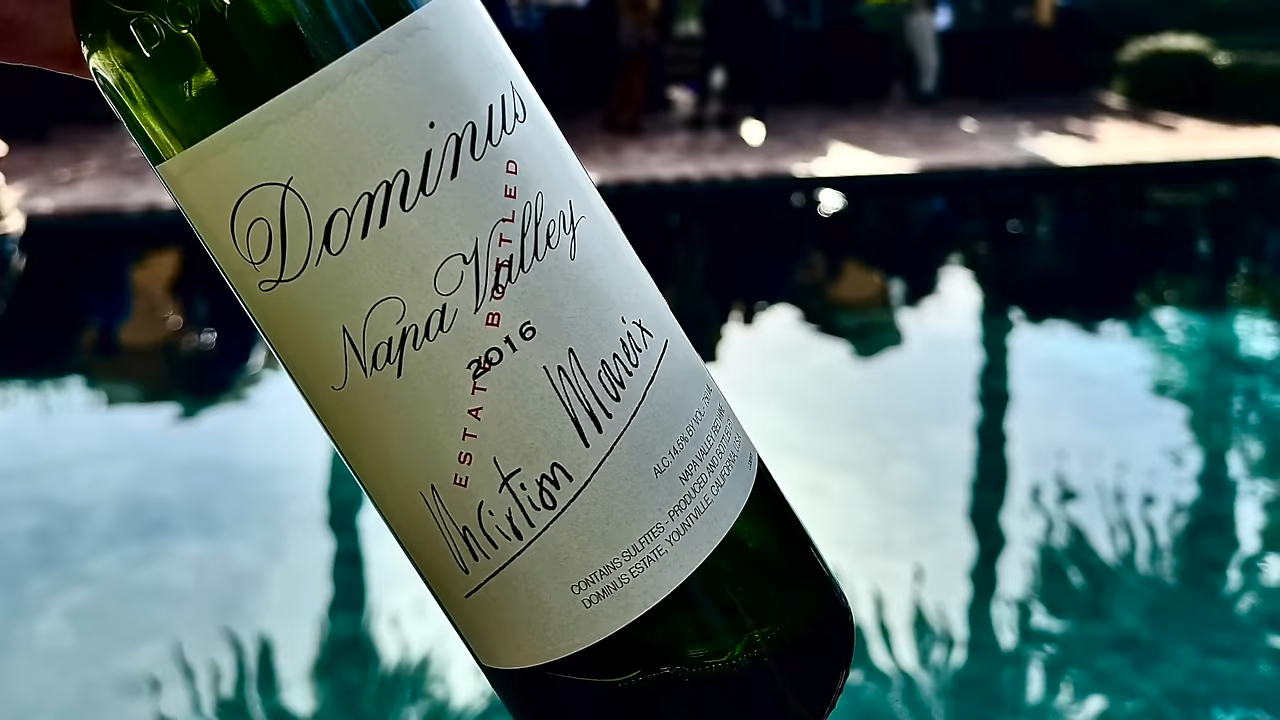 DO
Dominus
Napa Valley
ESTATE BOTTLED
2016
Christian Moueix
ALC. 14.5% BY VOL. - 750 ML
NAPA VALLEY RED WINE
CONTAINS SULFITES - PRODUCED AND BOTTLED BY
DOMINUS ESTATE, YOUNTVILLE, CALIFORNIA, USA